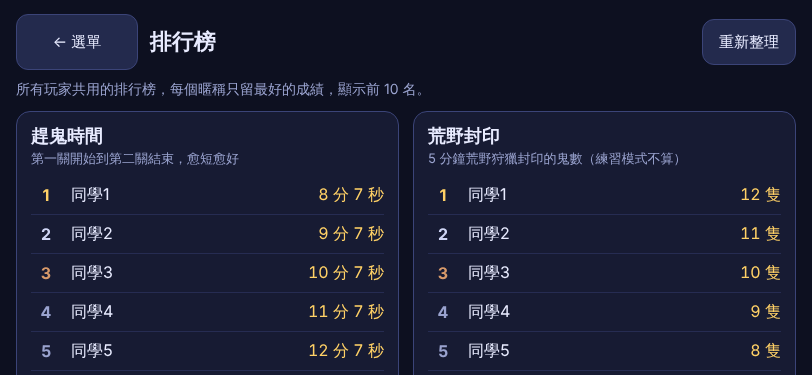 ← 選單
排行榜
重新整理
所有玩家共用的排行榜，每個暱稱只留最好的成績，顯示前 10 名。
趕鬼時間
第一關開始到第二關結束，愈短愈好
1 同學1 8 分 7 秒
2 同學2 9 分 7 秒
3 同學3 10 分 7 秒
4 同學4 11 分 7 秒
5 同學5 12 分 7 秒
荒野封印
5 分鐘荒野狩獵封印的鬼數（練習模式不算）
1 同學1 12 隻
2 同學2 11 隻
3 同學3 10 隻
4 同學4 9 隻
5 同學5 8 隻